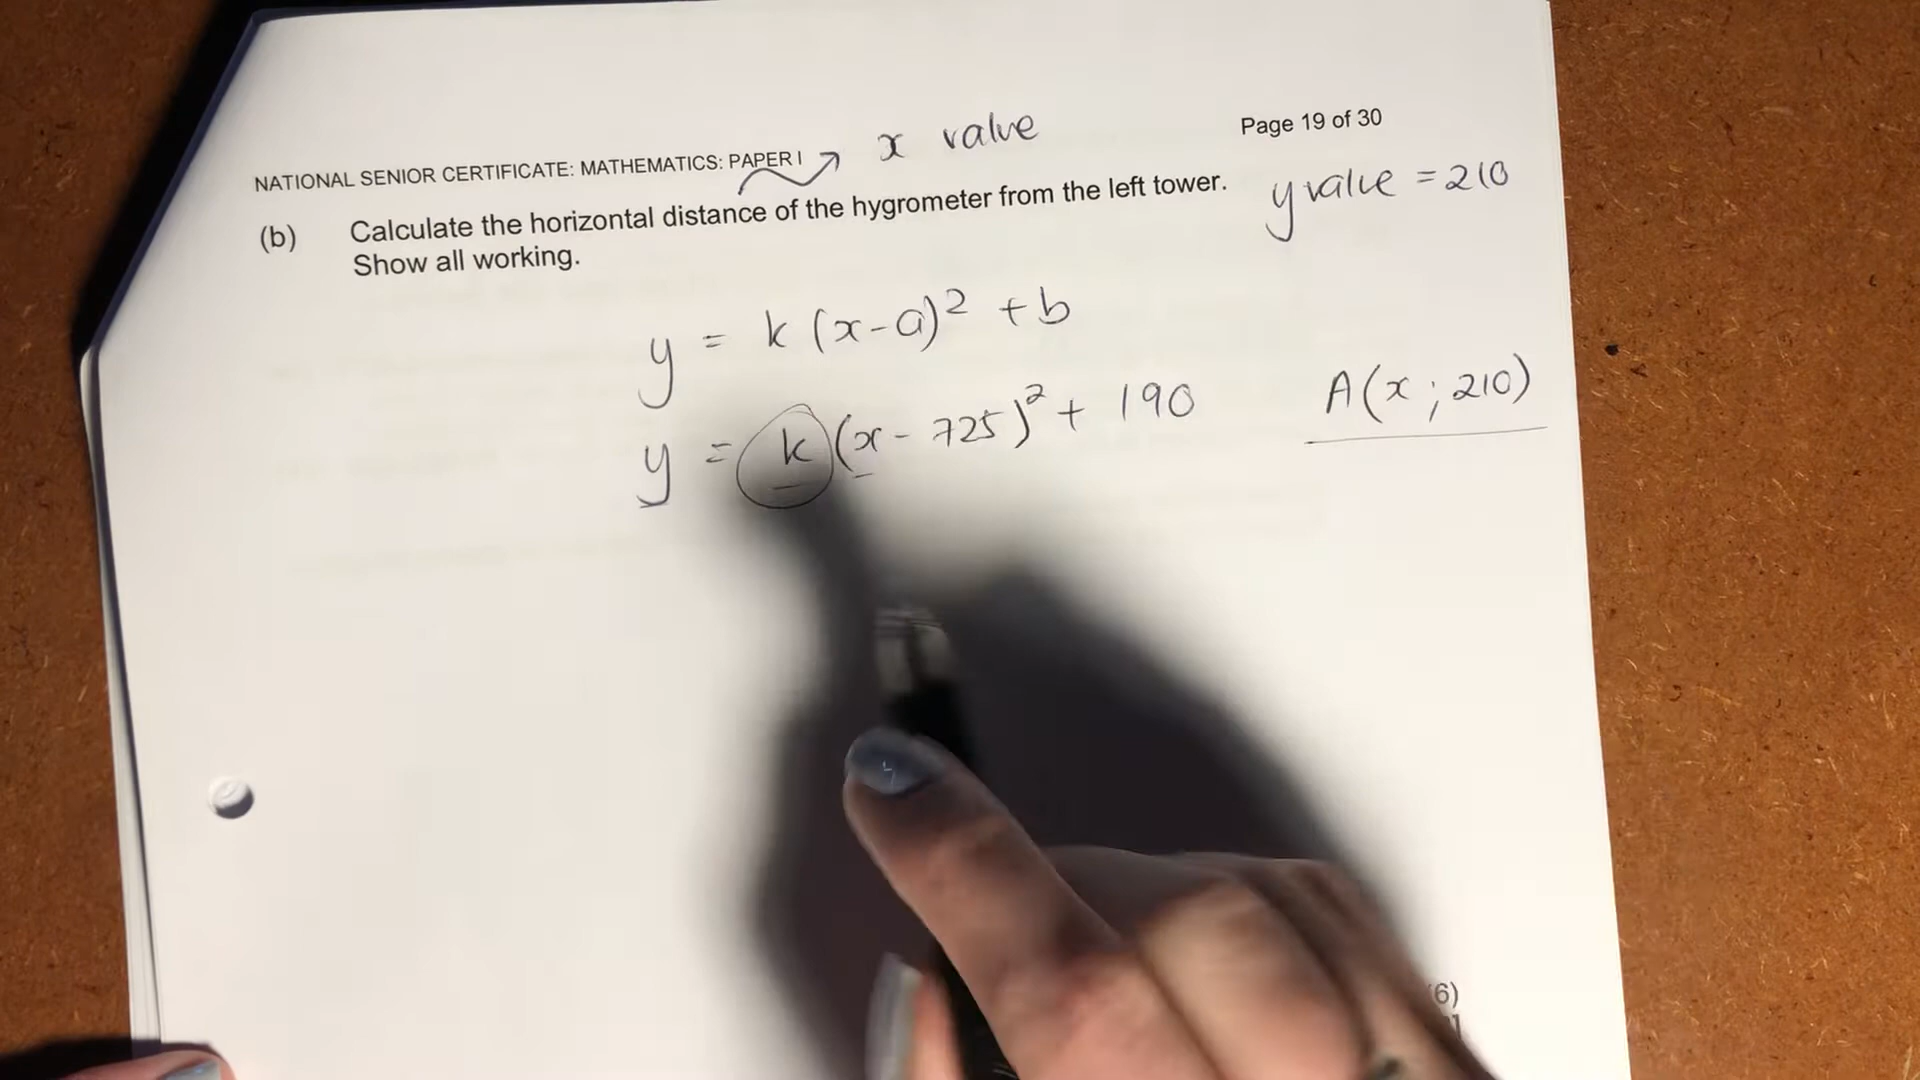 x value
Page 19 of 30
NATIONAL SENIOR CERTIFICATE: MATHEMATICS: PAPER I
y value = 210
(b) Calculate the horizontal distance of the hygrometer from the left tower.
Show all working.
y = k (x-a)² + b
y = k (x - 725)² + 190
A(x ; 210)
6)